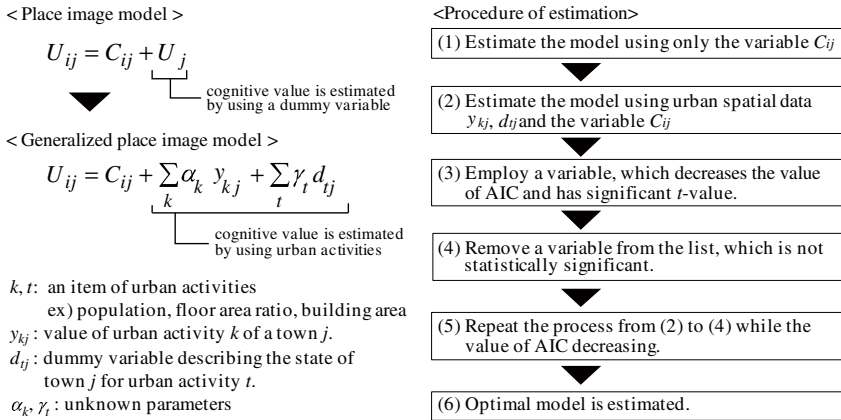 < Place image model >
U_ij = C_ij + U_j
cognitive value is estimated
by using a dummy variable
< Generalized place image model >
U_ij = C_ij + ∑_k α_k y_kj + ∑_t γ_t d_tj
cognitive value is estimated
by using urban activities
k, t: an item of urban activities
ex) population, floor area ratio, building area
y_kj : value of urban activity k of a town j.
d_tj : dummy variable describing the state of
town j for urban activity t.
α_k, γ_t : unknown parameters
<Procedure of estimation>
(1) Estimate the model using only the variable C_ij
(2) Estimate the model using urban spatial data
y_kj, d_tj and the variable C_ij
(3) Employ a variable, which decreases the value
of AIC and has significant t-value.
(4) Remove a variable from the list, which is not
statistically significant.
(5) Repeat the process from (2) to (4) while the
value of AIC decreasing.
(6) Optimal model is estimated.